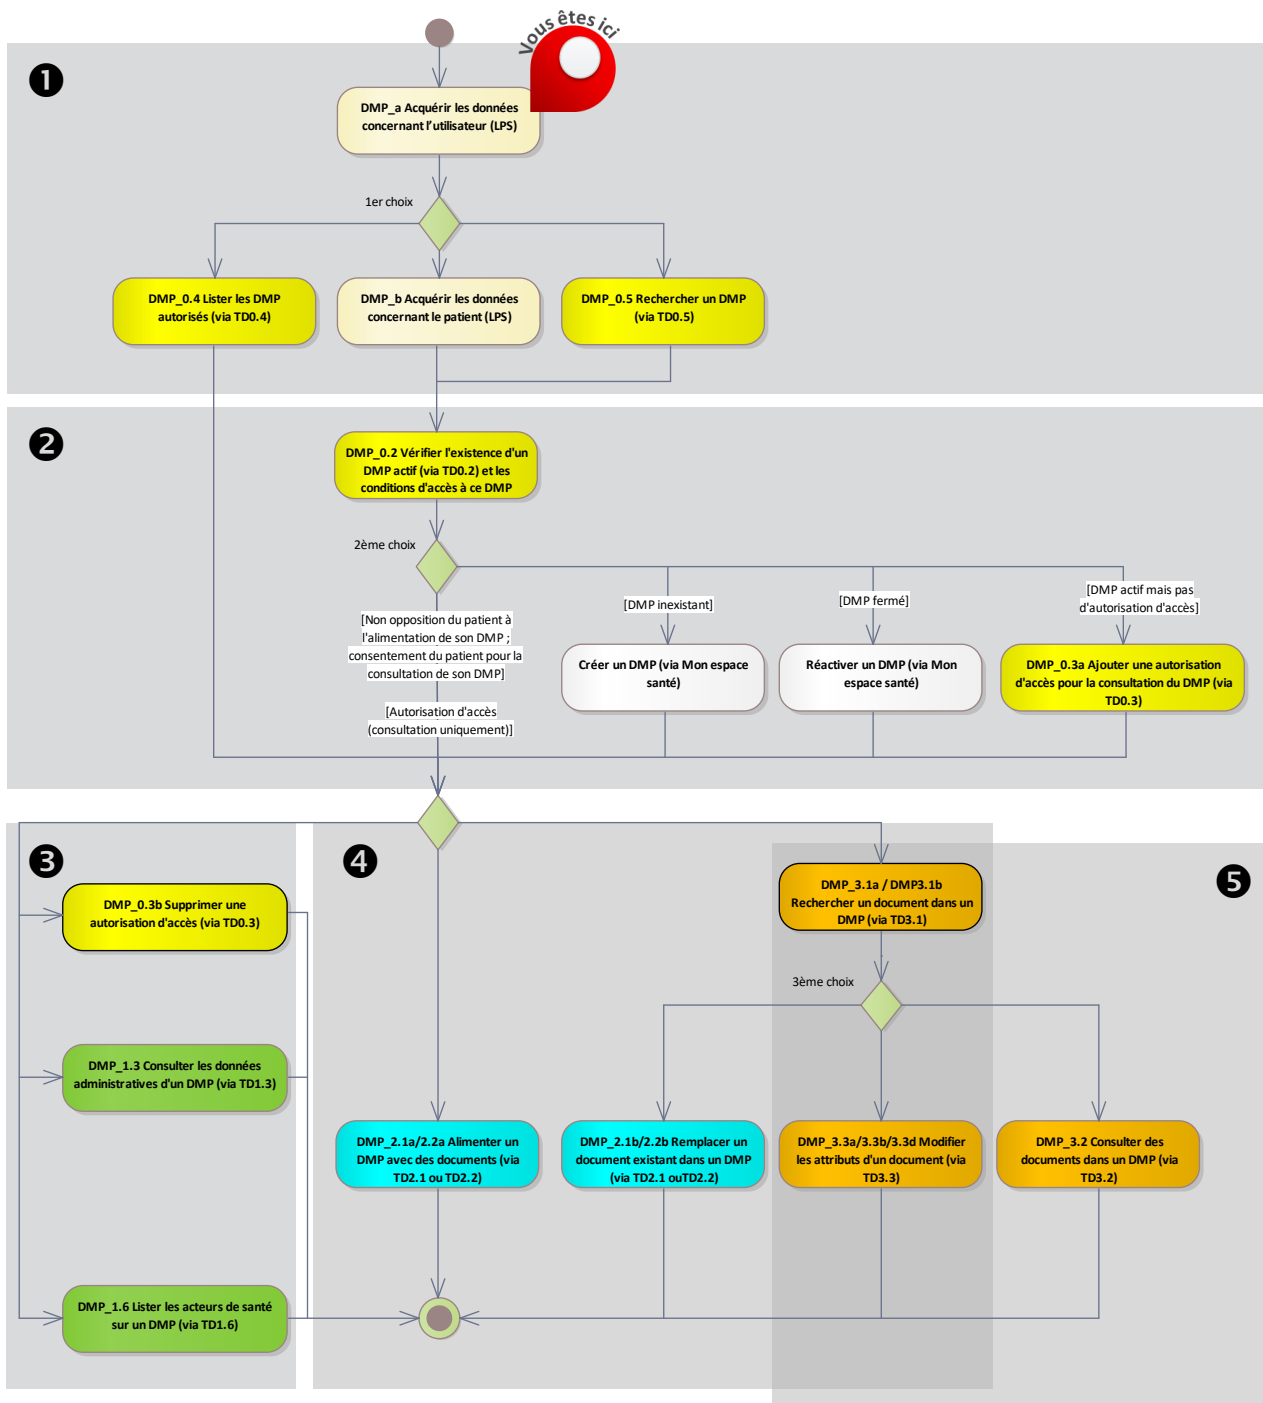 Vous êtes ici
❶
DMP_a Acquérir les données
concernant l'utilisateur (LPS)
1er choix
DMP_0.4 Lister les DMP
autorisés (via TD0.4)
DMP_b Acquérir les données
concernant le patient (LPS)
DMP_0.5 Rechercher un DMP
(via TD0.5)
❷
DMP_0.2 Vérifier l'existence d'un
DMP actif (via TD0.2) et les
conditions d'accès à ce DMP
2ème choix
[Non opposition du patient à
l'alimentation de son DMP ;
consentement du patient pour la
consultation de son DMP]
[Autorisation d'accès
(consultation uniquement)]
[DMP inexistant]
[DMP fermé]
[DMP actif mais pas
d'autorisation d'accès]
Créer un DMP (via Mon espace
santé)
Réactiver un DMP (via Mon
espace santé)
DMP_0.3a Ajouter une autorisation
d'accès pour la consultation du DMP (via
TD0.3)
❸
DMP_0.3b Supprimer une
autorisation d'accès (via TD0.3)
DMP_1.3 Consulter les données
administratives d'un DMP (via TD1.3)
DMP_1.6 Lister les acteurs de santé
sur un DMP (via TD1.6)
❹
❺
DMP_3.1a / DMP3.1b
Rechercher un document dans un
DMP (via TD3.1)
3ème choix
DMP_2.1a/2.2a Alimenter un
DMP avec des documents (via
TD2.1 ou TD2.2)
DMP_2.1b/2.2b Remplacer un
document existant dans un DMP
(via TD2.1 ouTD2.2)
DMP_3.3a/3.3b/3.3d Modifier
les attributs d'un document (via
TD3.3)
DMP_3.2 Consulter des
documents dans un DMP (via
TD3.2)